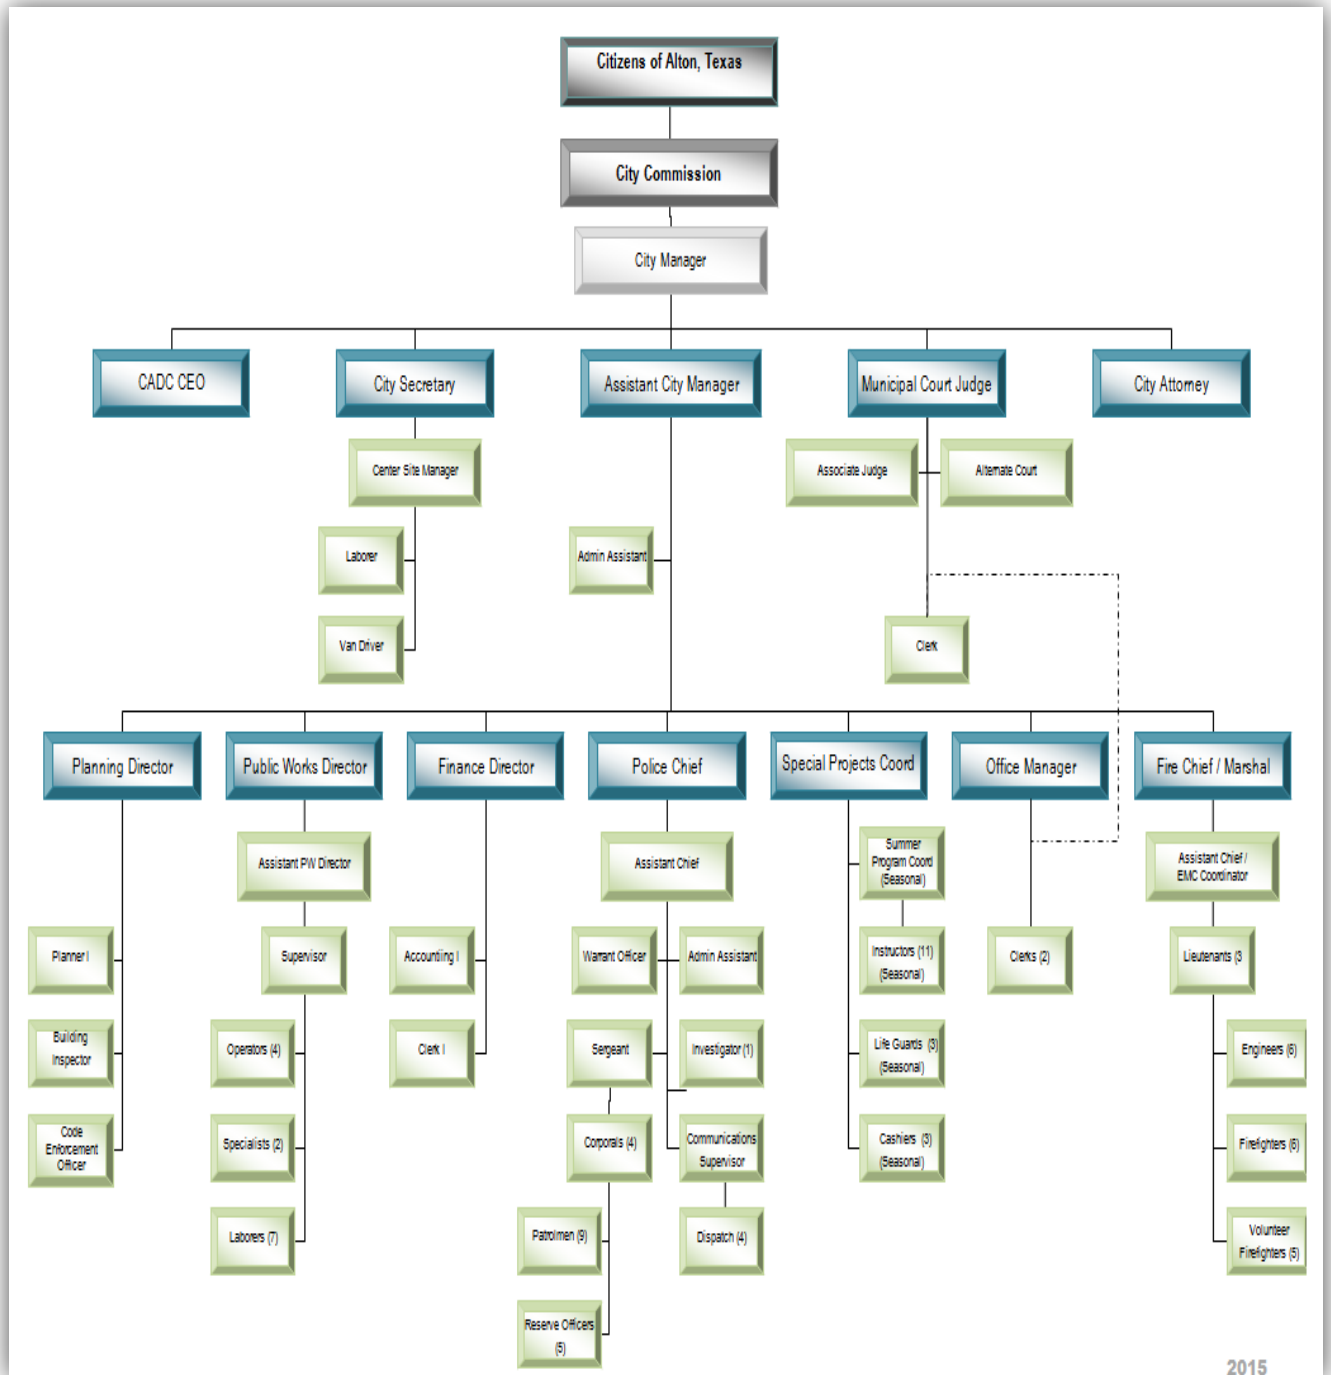 Citizens of Alton, Texas
City Commission
City Manager
CADC CEO
City Secretary
Assistant City Manager
Municipal Court Judge
City Attorney
Center Site Manager
Associate Judge
Alternate Court
Laborer
Admin Assistant
Van Driver
Clerk
Planning Director
Public Works Director
Finance Director
Police Chief
Special Projects Coord
Office Manager
Fire Chief / Marshal
Assistant PW Director
Assistant Chief
Summer
Program Coord
(Seasonal)
Assistant Chief /
EMC Coordinator
Planner I
Supervisor
Accountiing I
Warrant Officer
Admin Assistant
Instructors (11)
(Seasonal)
Clerks (2)
Lieutenants (3
Building
Inspector
Operators (4)
Clerk I
Sergeant
Investigator (1)
Life Guards (3)
(Seasonal)
Engineers (6)
Code
Enforcement
Officer
Specialists (2)
Corporals (4)
Communications
Supervisor
Cashiers (3)
(Seasonal)
Firefighters (6)
Laborers (7)
Patrolmen (9)
Dispatch (4)
Volunteer
Firefighters (5)
Reserve Officers
(5)
2015